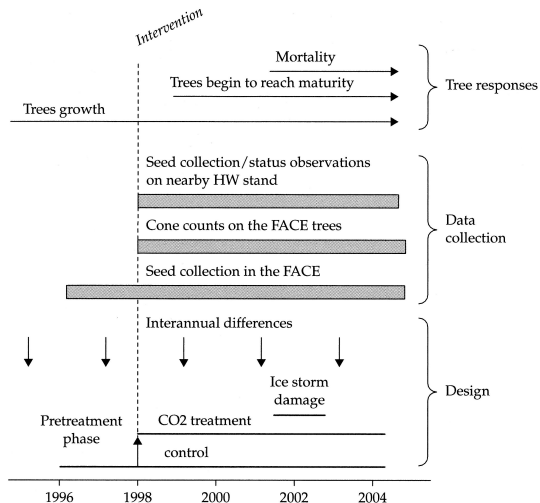 Intervention
Mortality
Trees begin to reach maturity
Trees growth
Tree responses
Seed collection/status observations
on nearby HW stand
Cone counts on the FACE trees
Seed collection in the FACE
Data
collection
Interannual differences
Ice storm
damage
Pretreatment
phase
CO2 treatment
control
Design
1996 1998 2000 2002 2004